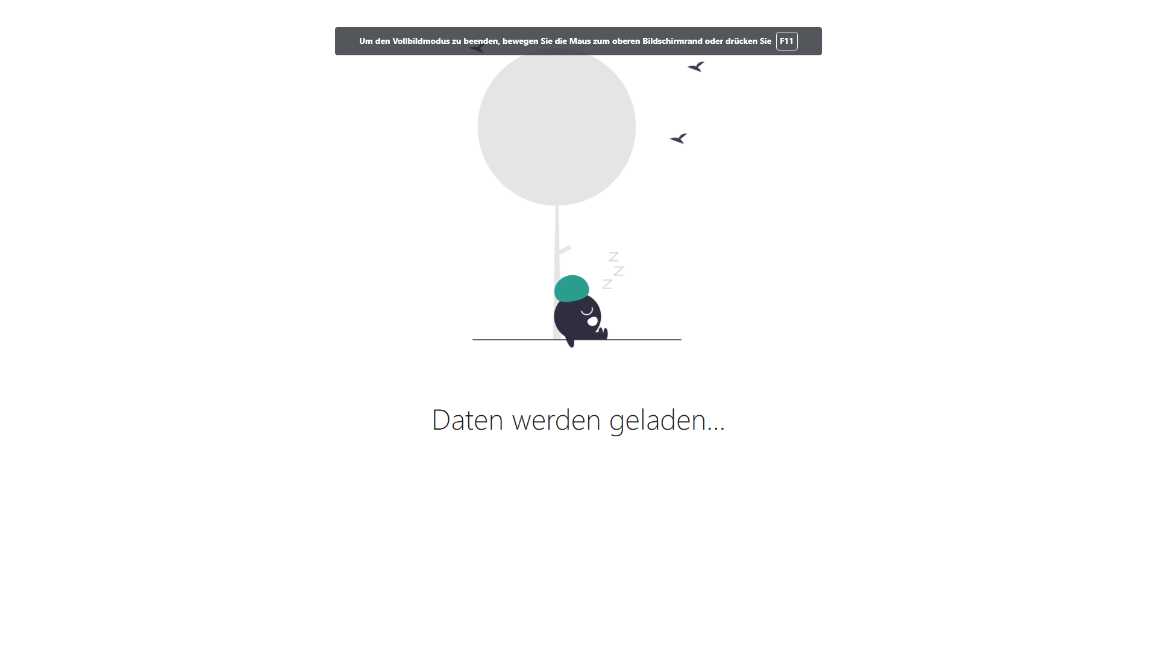 Um den Vollbildmodus zu beenden, bewegen Sie die Maus zum oberen Bildschirmrand oder drücken Sie F11
Z
Z
Z
Daten werden geladen...